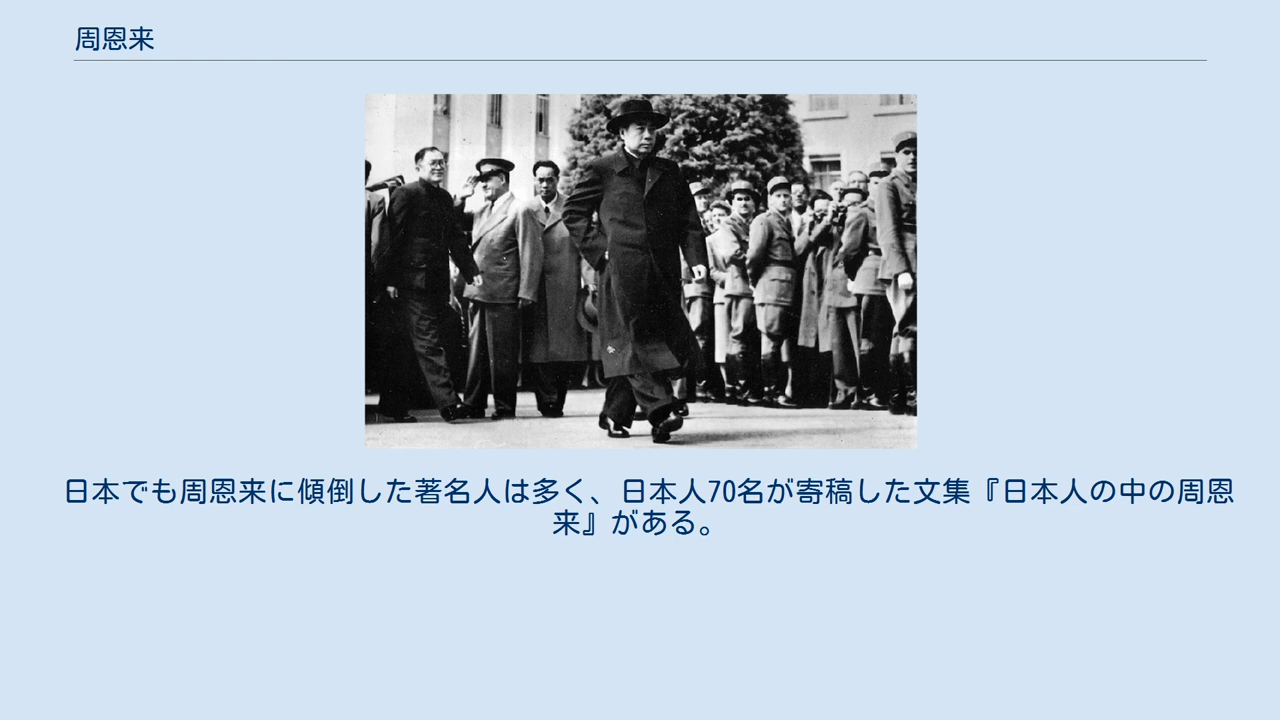 周恩来
日本でも周恩来に傾倒した著名人は多く、日本人70名が寄稿した文集『日本人の中の周恩
来』がある。